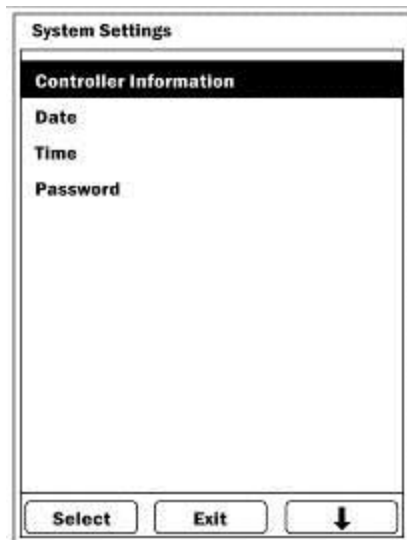 System Settings
Controller Information
Date
Time
Password
Select Exit